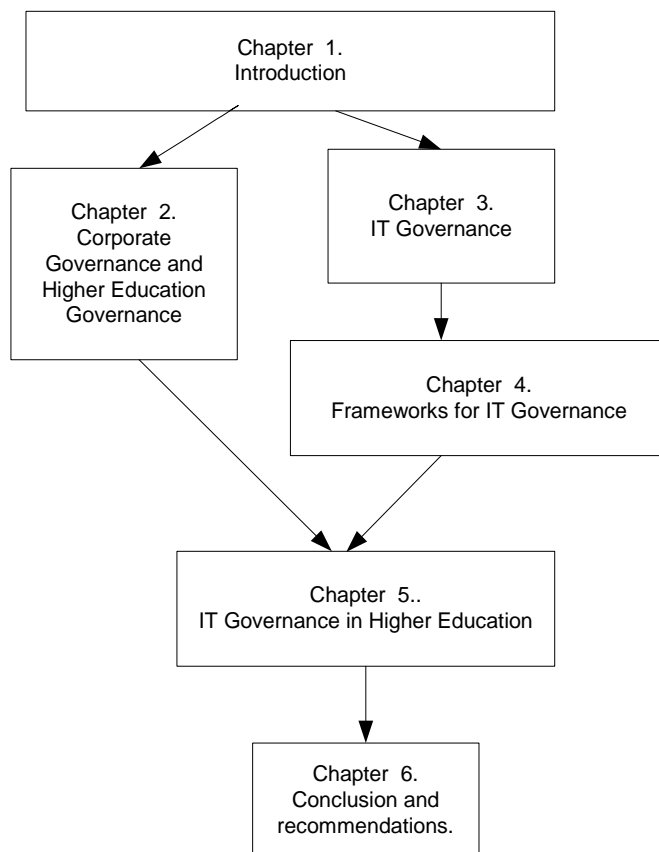 Chapter 1.
Introduction
Chapter 2.
Corporate
Governance and
Higher Education
Governance
Chapter 3.
IT Governance
Chapter 4.
Frameworks for IT Governance
Chapter 5..
IT Governance in Higher Education
Chapter 6.
Conclusion and
recommendations.